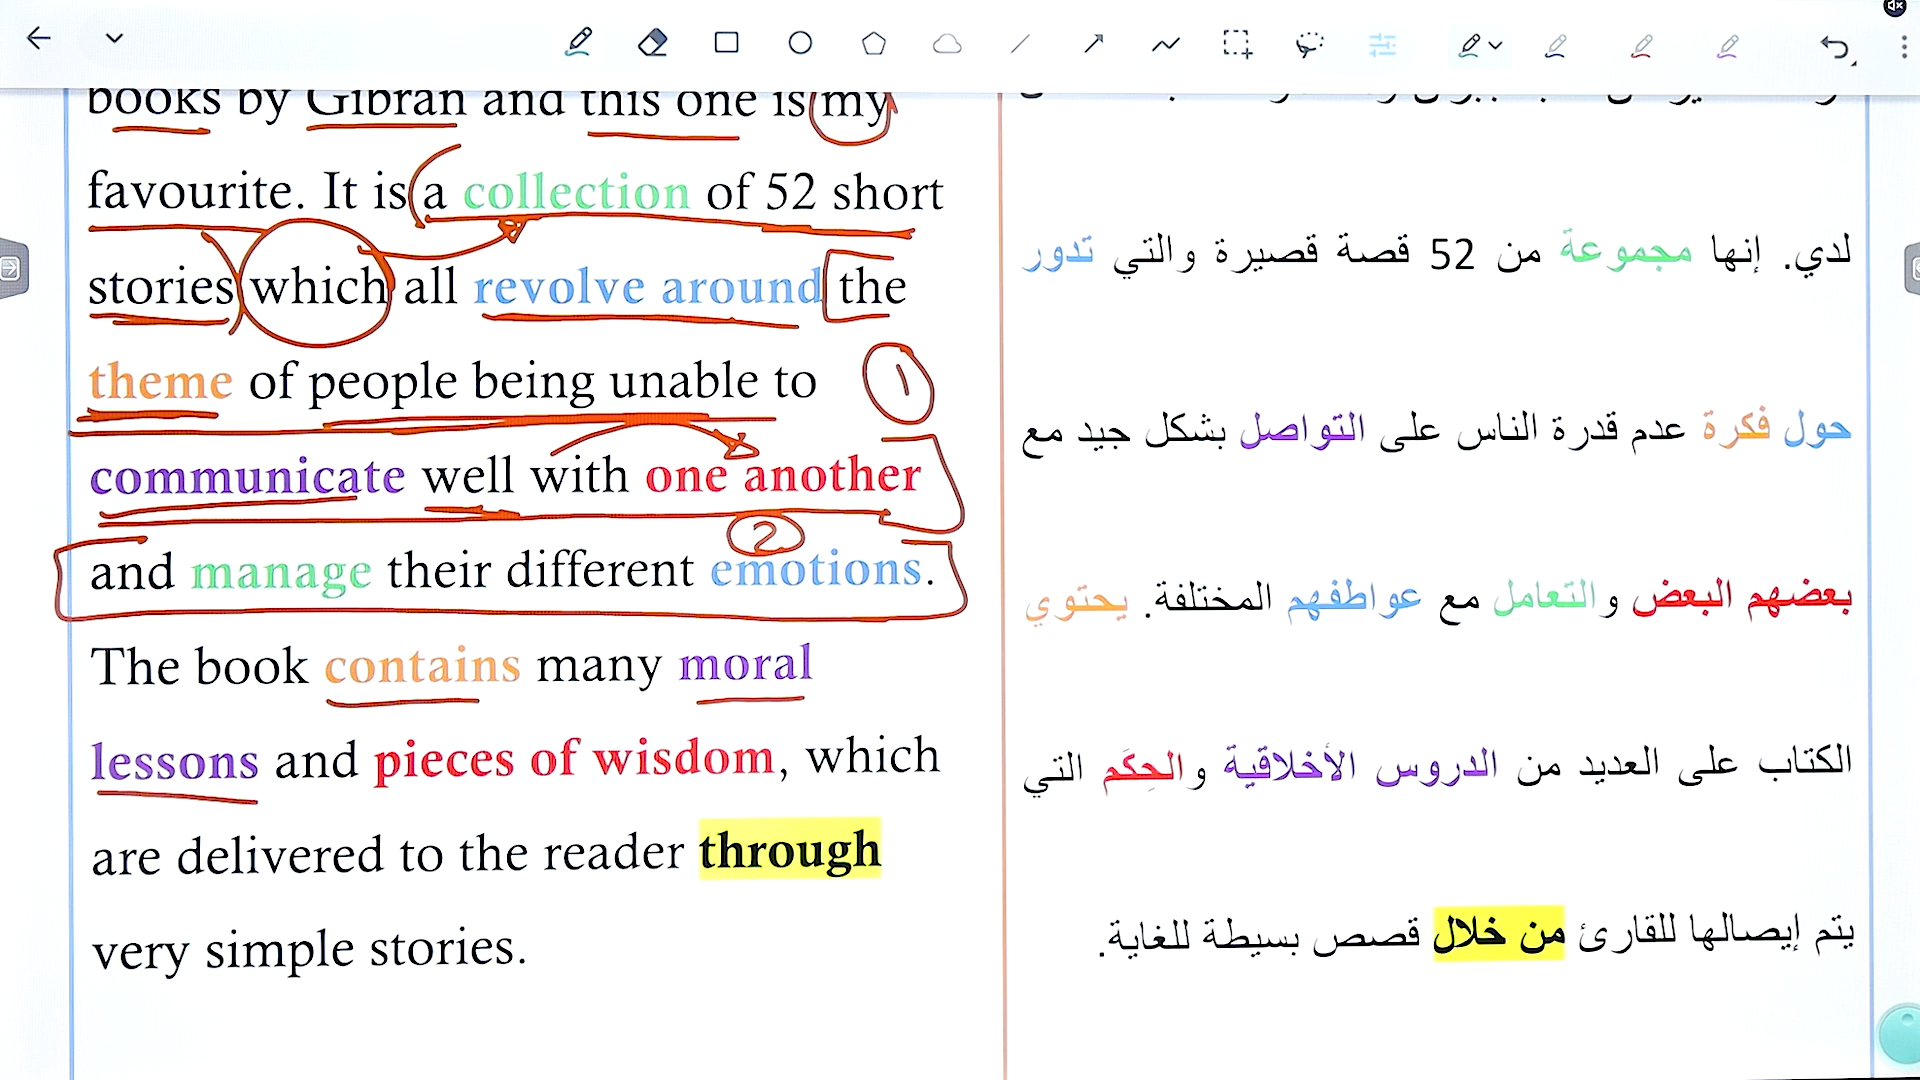 books by Gibran and this one is my
favourite. It is a collection of 52 short
stories which all revolve around the
theme of people being unable to
1
communicate well with one another
2
and manage their different emotions.
The book contains many moral
lessons and pieces of wisdom, which
are delivered to the reader through
very simple stories.
لدي. إنها مجموعة من 52 قصة قصيرة والتي تدور
حول فكرة عدم قدرة الناس على التواصل بشكل جيد مع
بعضهم البعض والتعامل مع عواطفهم المختلفة. يحتوي
الكتاب على العديد من الدروس الأخلاقية والحِكَم التي
يتم إيصالها للقارئ من خلال قصص بسيطة للغاية.